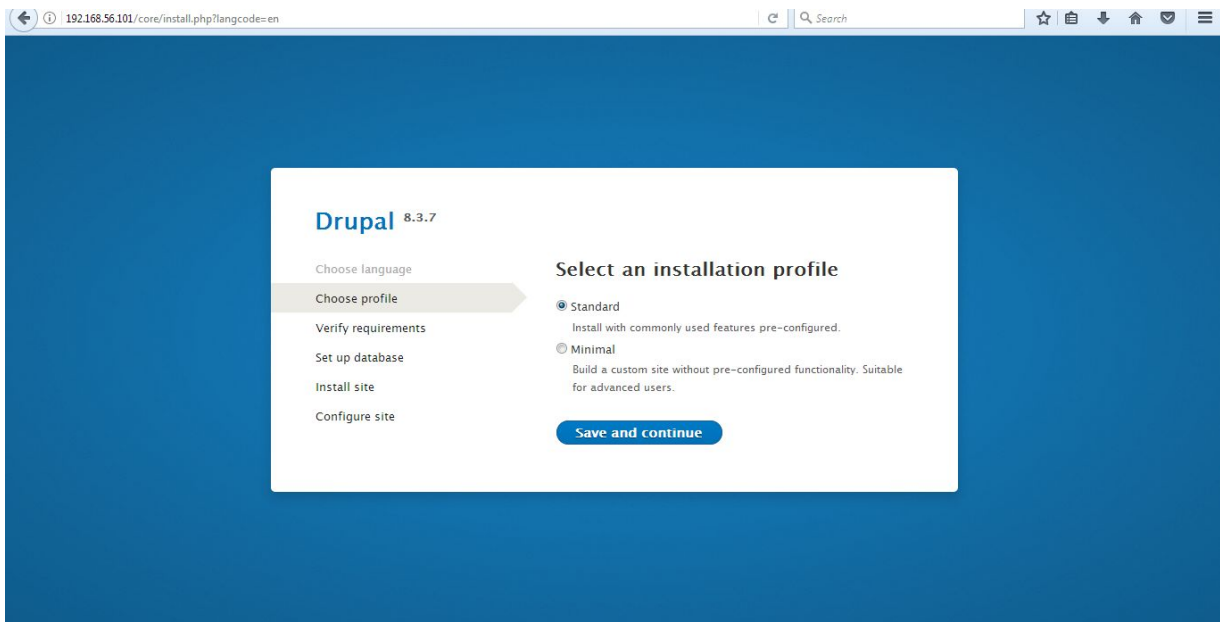 192.168.56.101/core/install.php?langcode=en
Search
Drupal 8.3.7
Choose language
Choose profile
Verify requirements
Set up database
Install site
Configure site
Select an installation profile
Standard
Install with commonly used features pre-configured.
Minimal
Build a custom site without pre-configured functionality. Suitable
for advanced users.
Save and continue